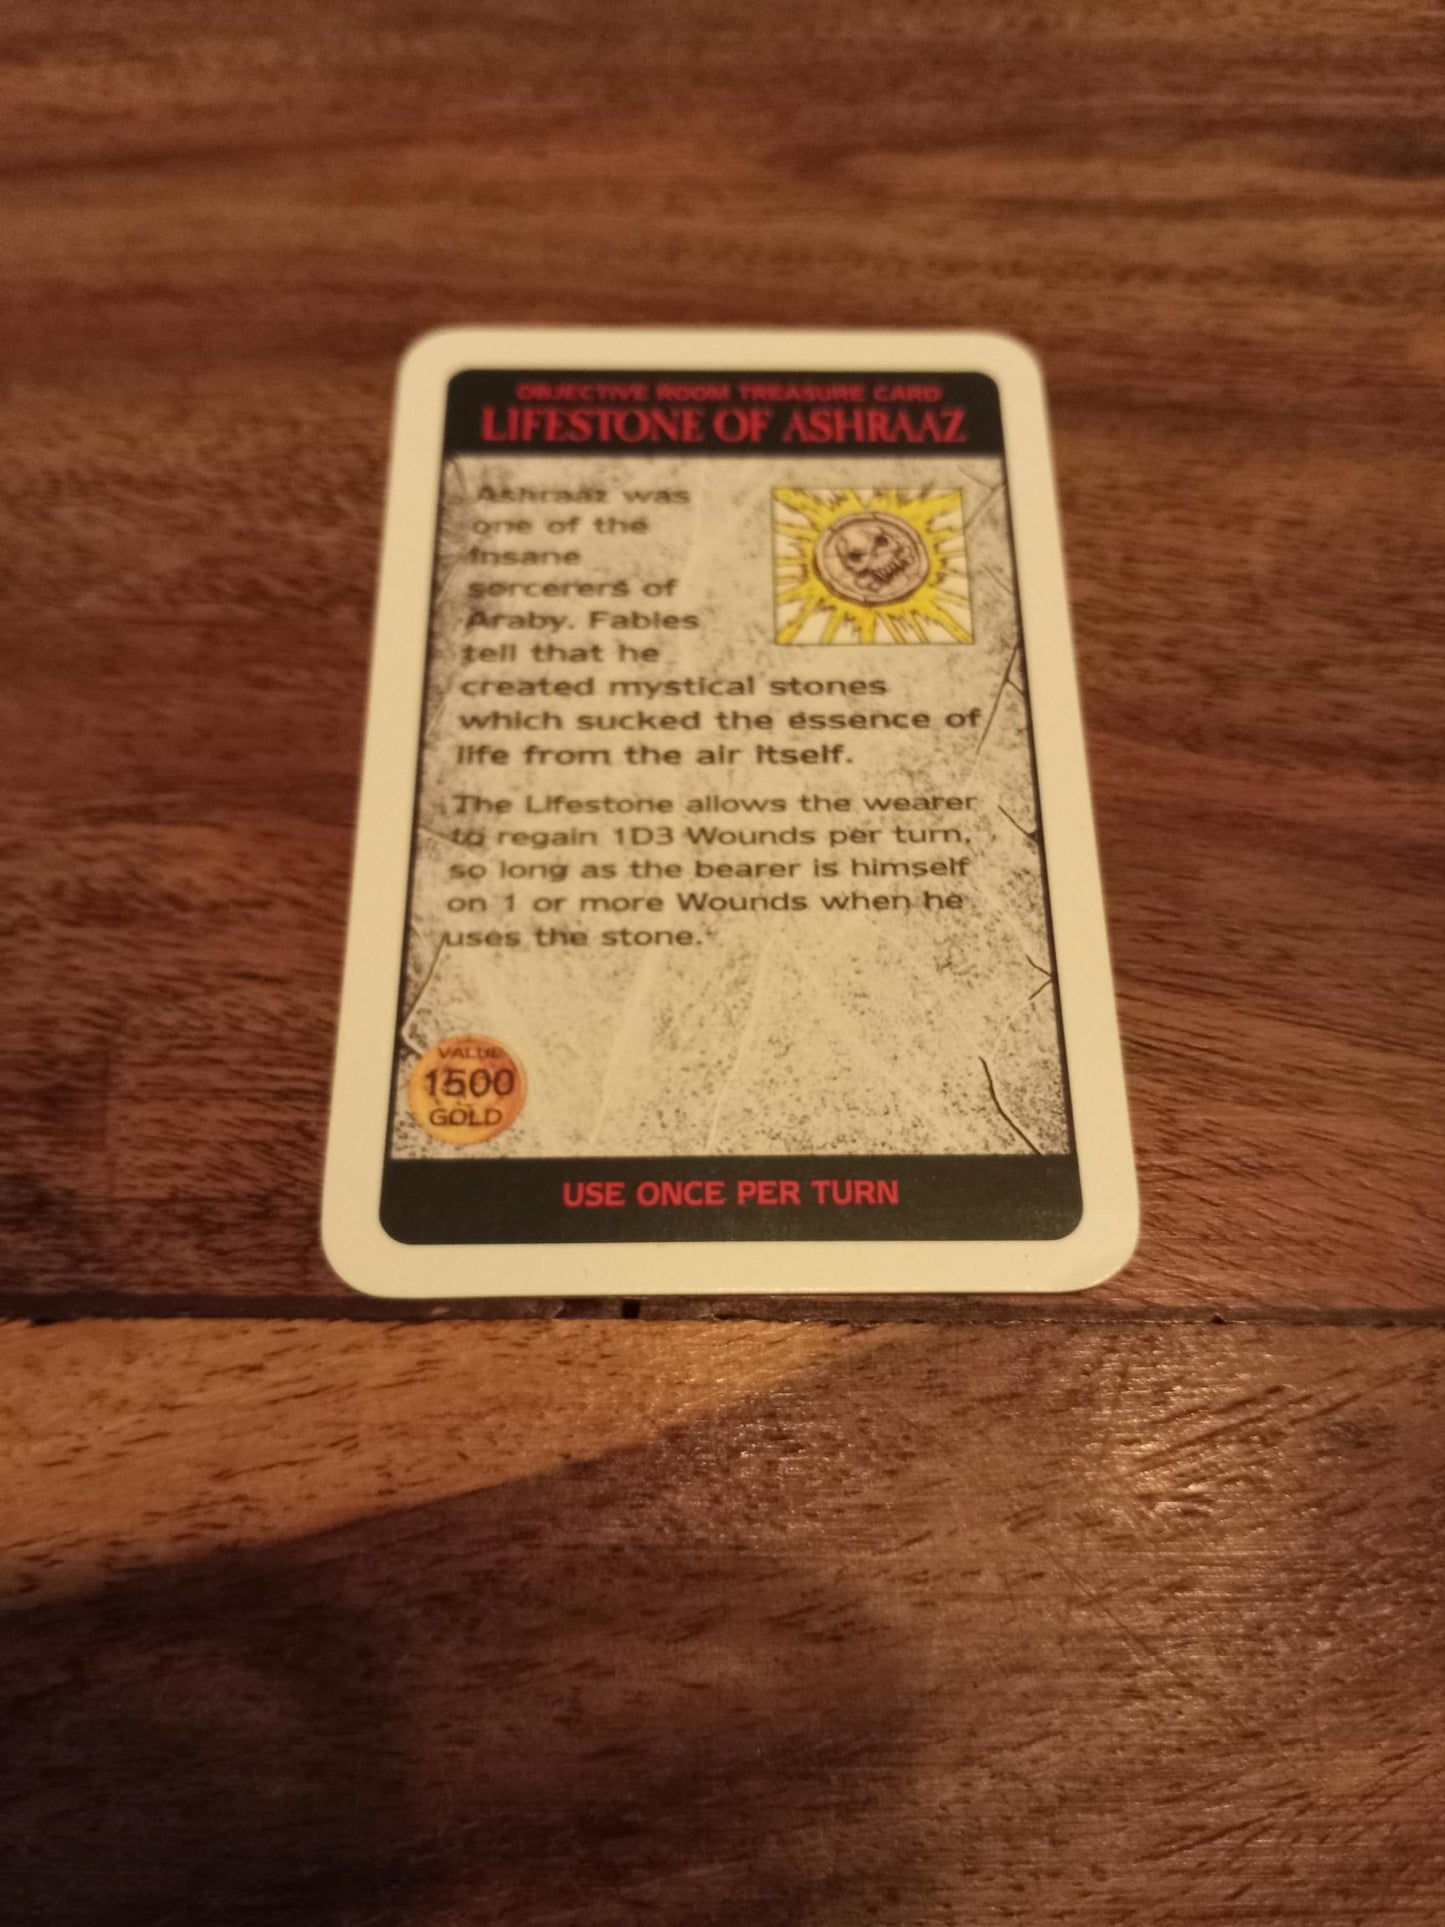 OBJECTIVE ROOM TREASURE CARD
LIFESTONE OF ASHRAAZ
Ashraaz was
one of the
insane
sorcerers of
Araby. Fables
tell that he
created mystical stones
which sucked the essence of
life from the air itself.
The Lifestone allows the wearer
to regain 1D3 Wounds per turn,
so long as the bearer is himself
on 1 or more Wounds when he
uses the stone.
VALUE
1500
GOLD
USE ONCE PER TURN